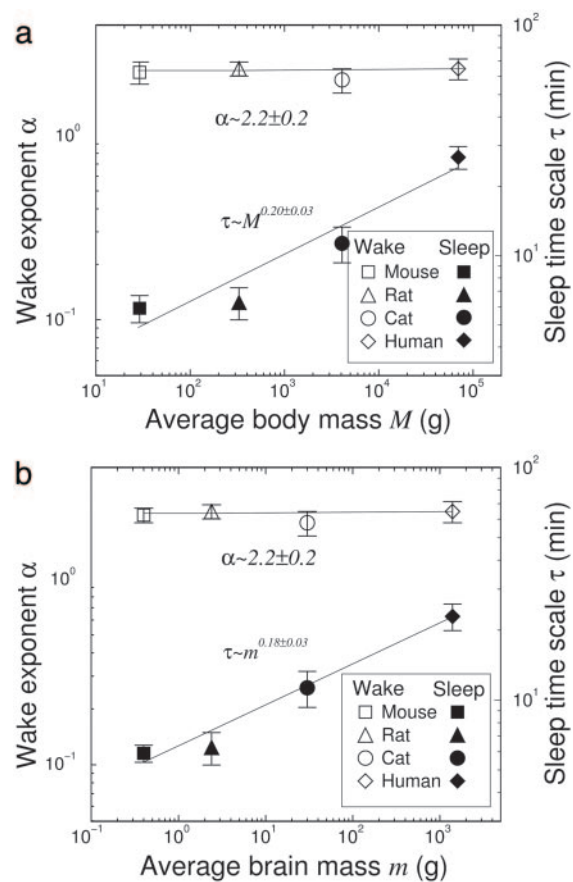 a
10²
10⁰
10⁻¹
Wake exponent α
α~2.2±0.2
τ~M^0.20±0.03
Wake Sleep
□ Mouse ■
△ Rat ▲
○ Cat ●
◇ Human ◆
10¹
Sleep time scale τ (min)
10¹ 10² 10³ 10⁴ 10⁵
Average body mass M (g)
b
10²
10⁰
10⁻¹
Wake exponent α
α~2.2±0.2
τ~m^0.18±0.03
Wake Sleep
□ Mouse ■
△ Rat ▲
○ Cat ●
◇ Human ◆
10¹
Sleep time scale τ (min)
10⁻¹ 10⁰ 10¹ 10² 10³
Average brain mass m (g)